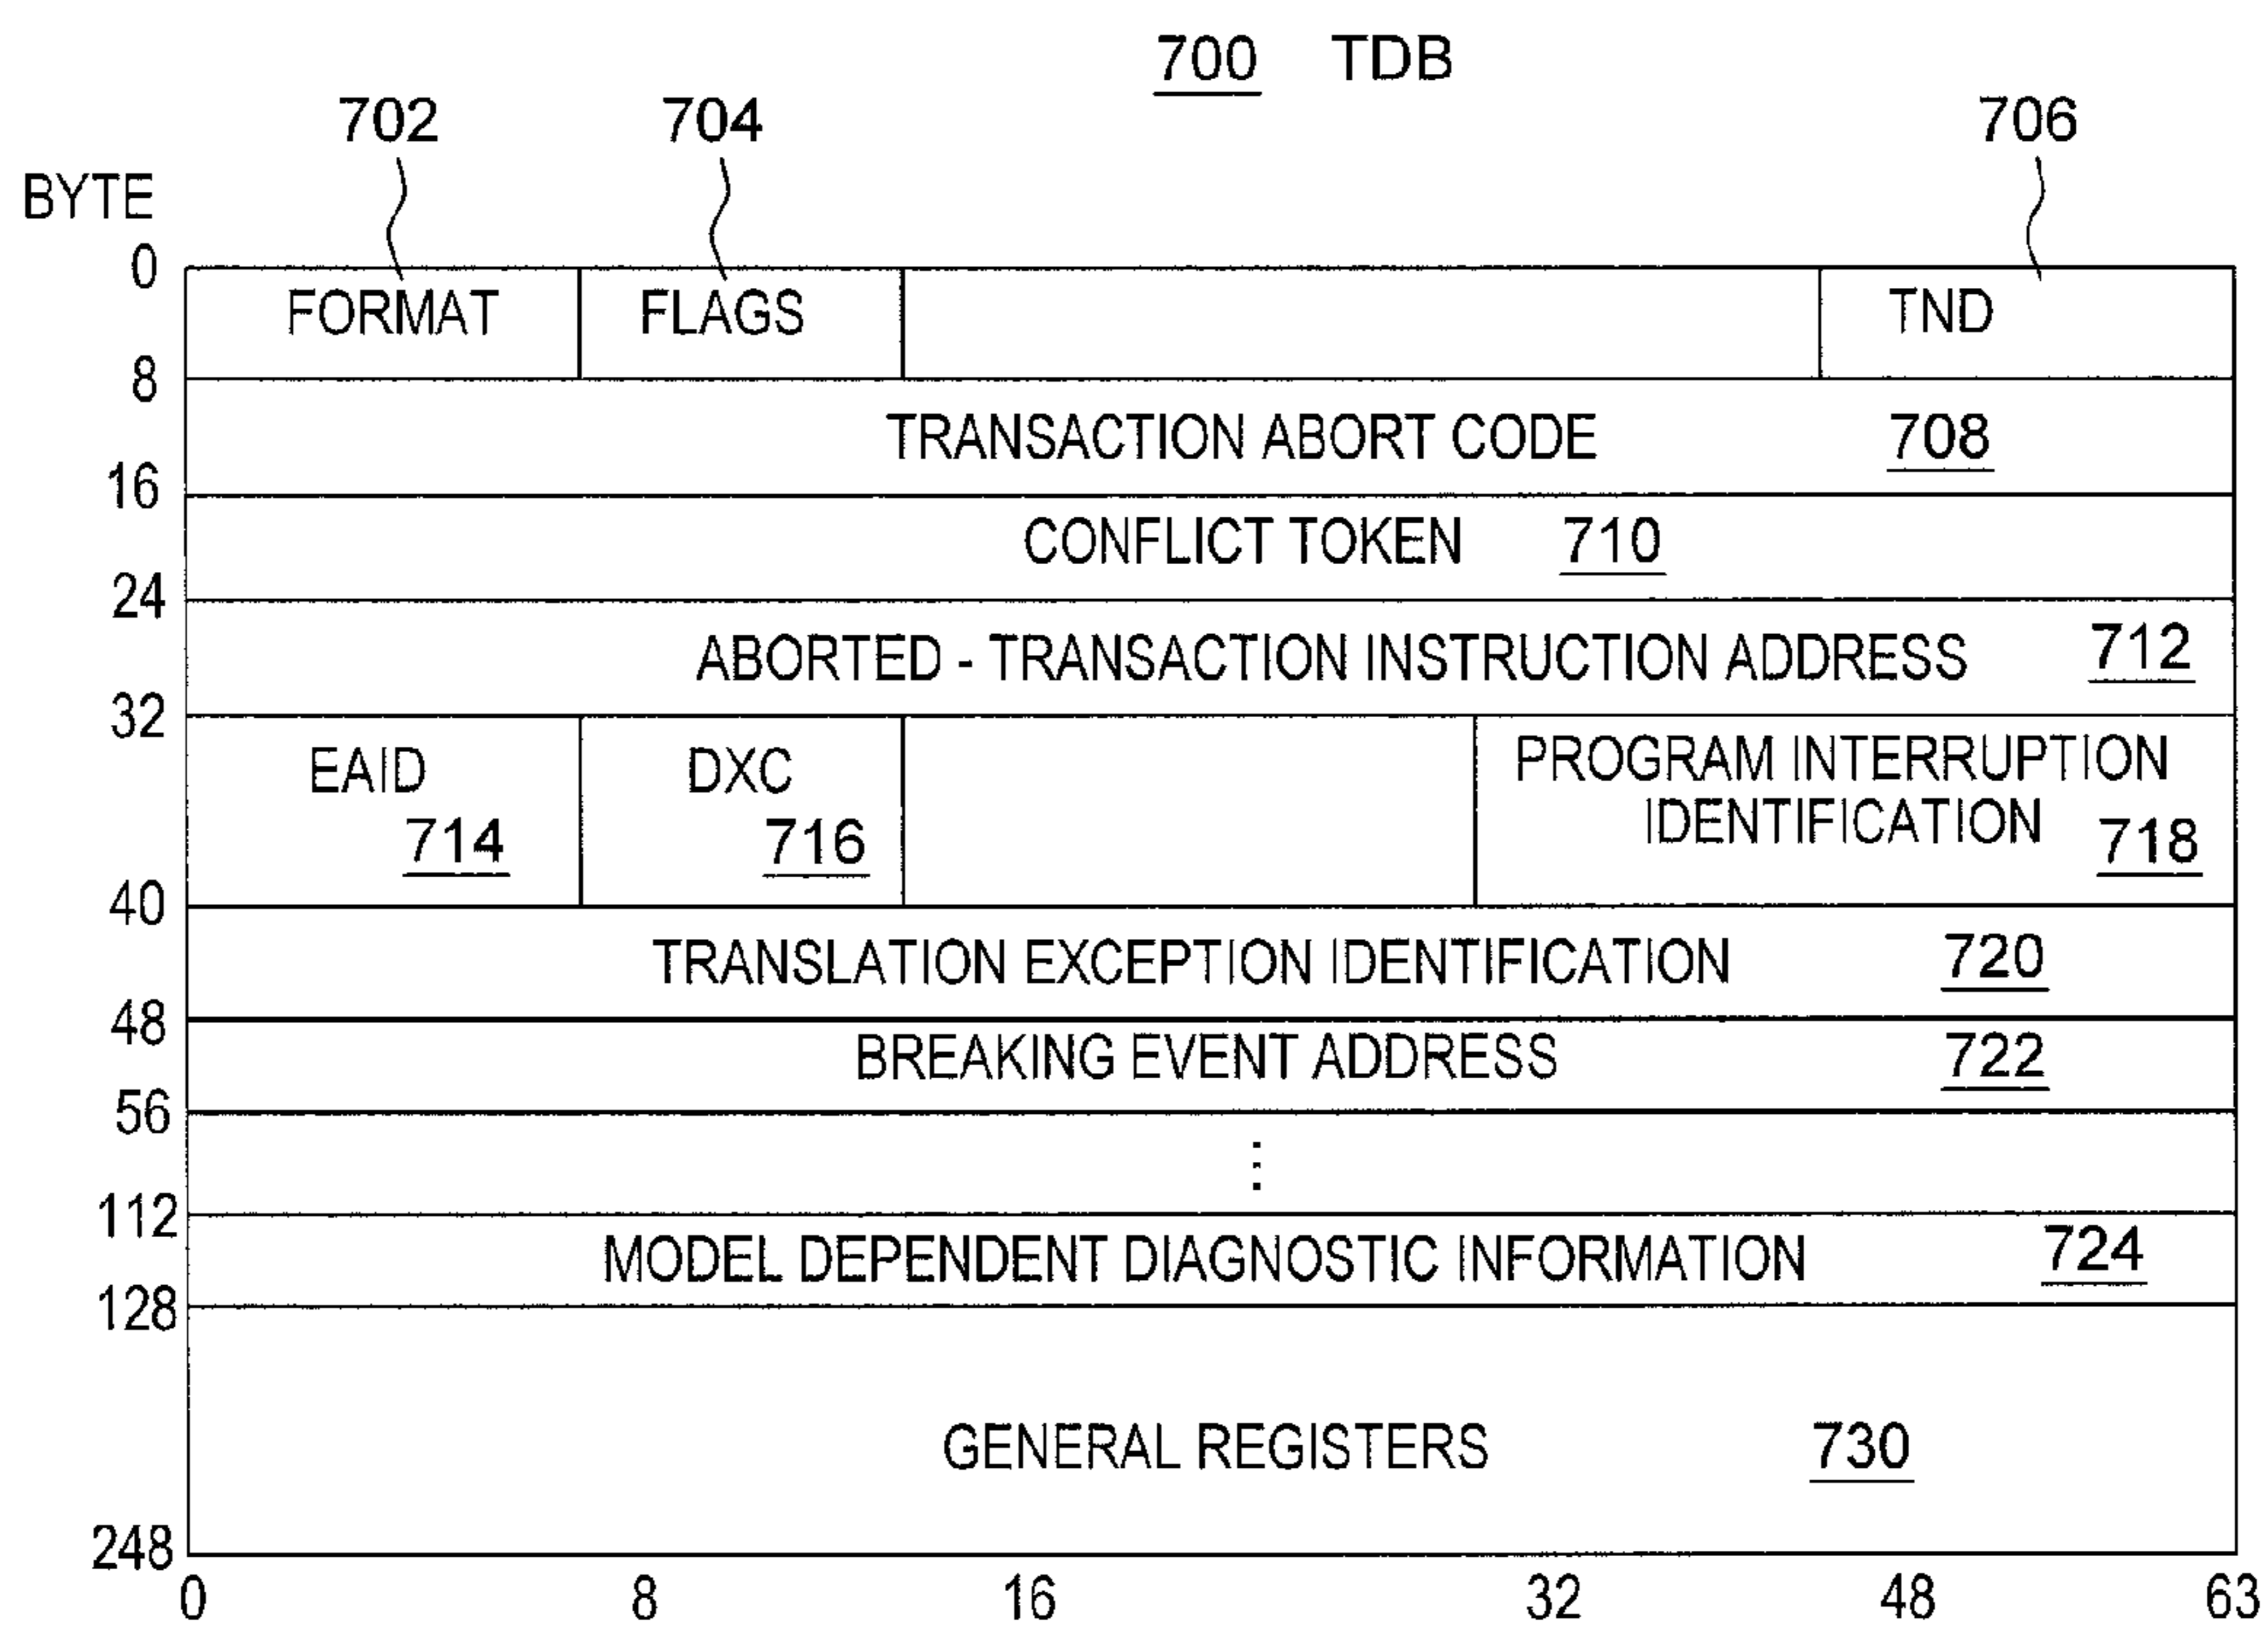 700 TDB
702 704 706
BYTE
0
FORMAT FLAGS TND
8
TRANSACTION ABORT CODE 708
16
CONFLICT TOKEN 710
24
ABORTED - TRANSACTION INSTRUCTION ADDRESS 712
32
EAID DXC PROGRAM INTERRUPTION
IDENTIFICATION
714 716 718
40
TRANSLATION EXCEPTION IDENTIFICATION 720
48
BREAKING EVENT ADDRESS 722
56
⋮
112
MODEL DEPENDENT DIAGNOSTIC INFORMATION 724
128
GENERAL REGISTERS 730
248
0 8 16 32 48 63